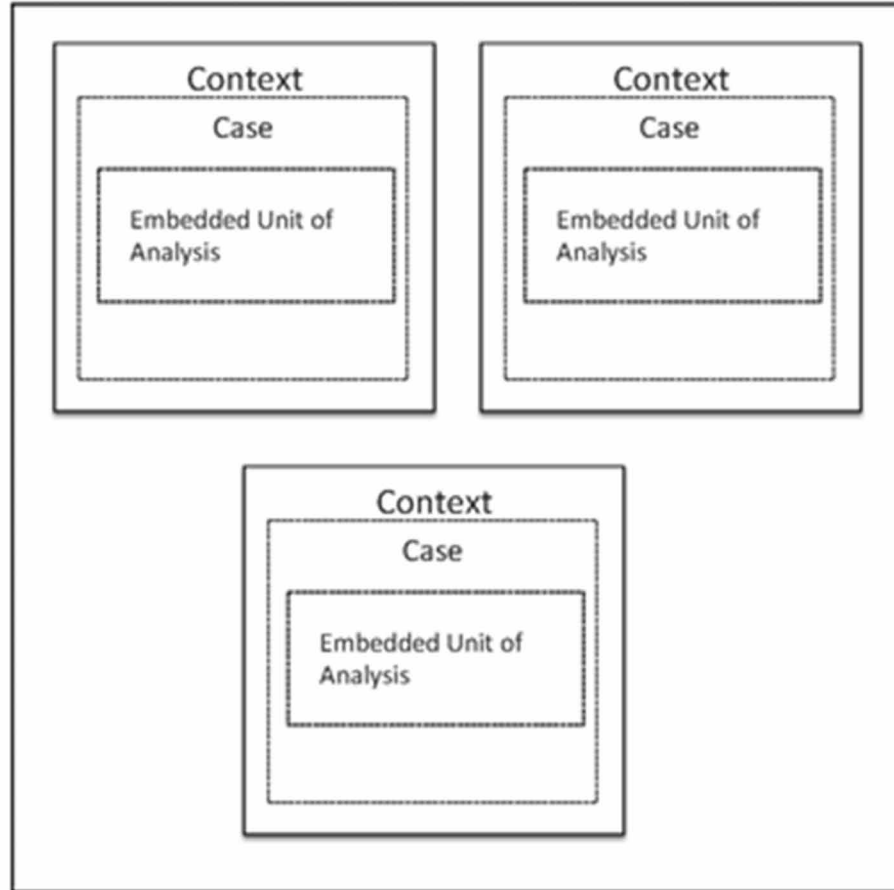 Context
Case
Embedded Unit of
Analysis
Context
Case
Embedded Unit of
Analysis
Context
Case
Embedded Unit of
Analysis